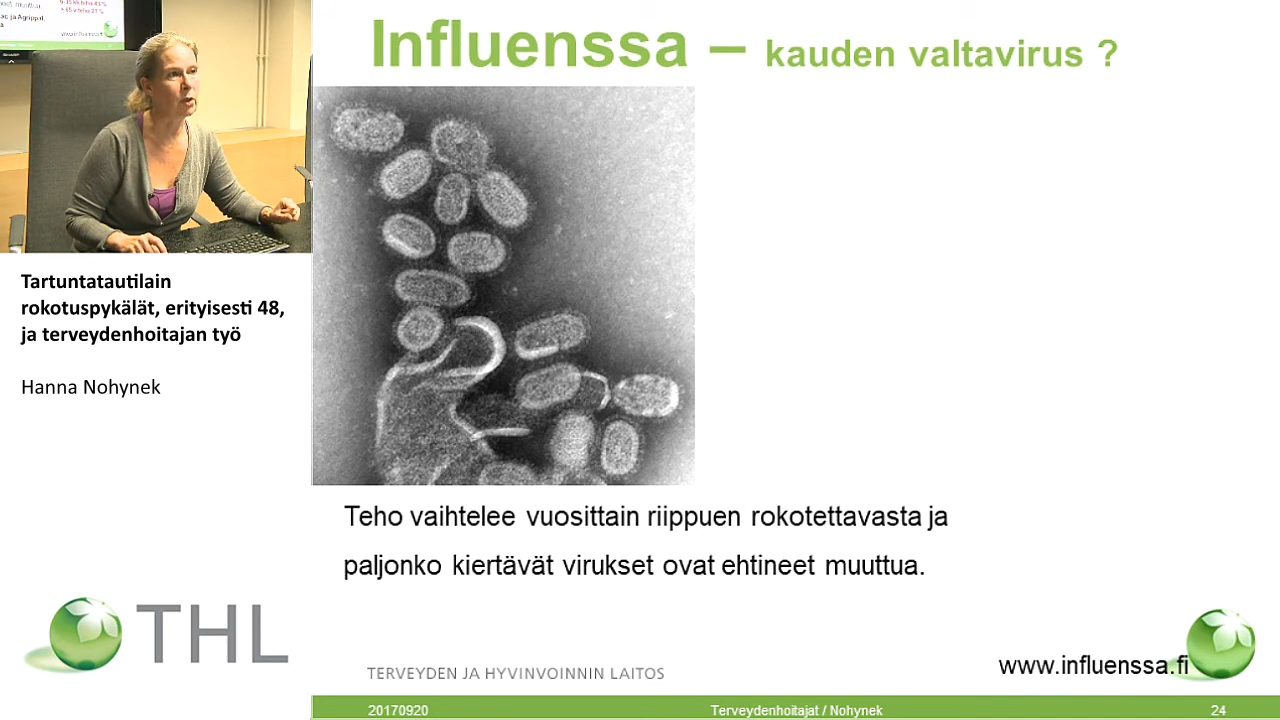 Influenssa – kauden valtavirus ?
Tartuntatautilain
rokotuspykälät, erityisesti 48,
ja terveydenhoitajan työ
Hanna Nohynek
Teho vaihtelee vuosittain riippuen rokotettavasta ja
paljonko kiertävät virukset ovat ehtineet muuttua.
THL
TERVEYDEN JA HYVINVOINNIN LAITOS
www.influenssa.fi
20170920
Terveydenhoitajat / Nohynek
24